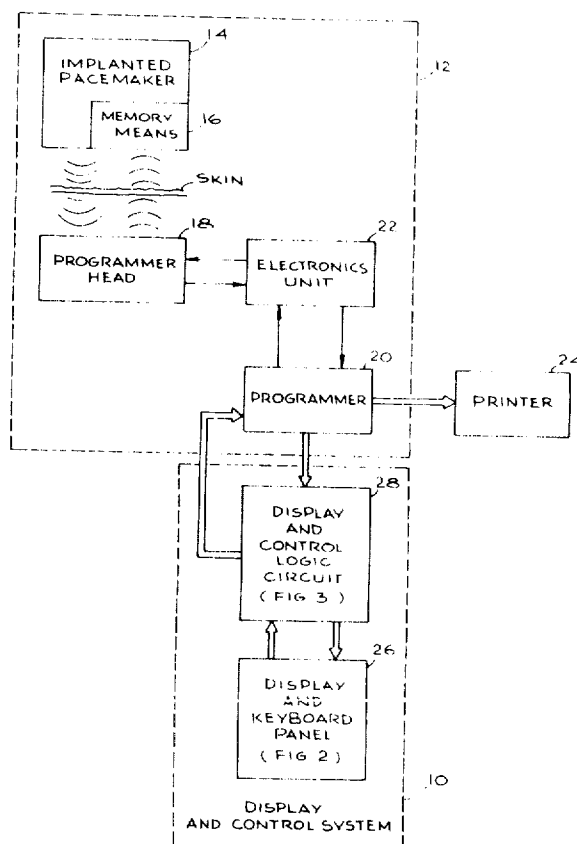 14
12
IMPLANTED
PACEMAKER
16
MEMORY
MEANS
SKIN
18
22
PROGRAMMER
HEAD
ELECTRONICS
UNIT
20
24
PROGRAMMER
PRINTER
28
DISPLAY
AND
CONTROL
LOGIC
CIRCUIT
(FIG 3)
26
DISPLAY
AND
KEYBOARD
PANEL
(FIG 2)
10
DISPLAY
AND CONTROL SYSTEM